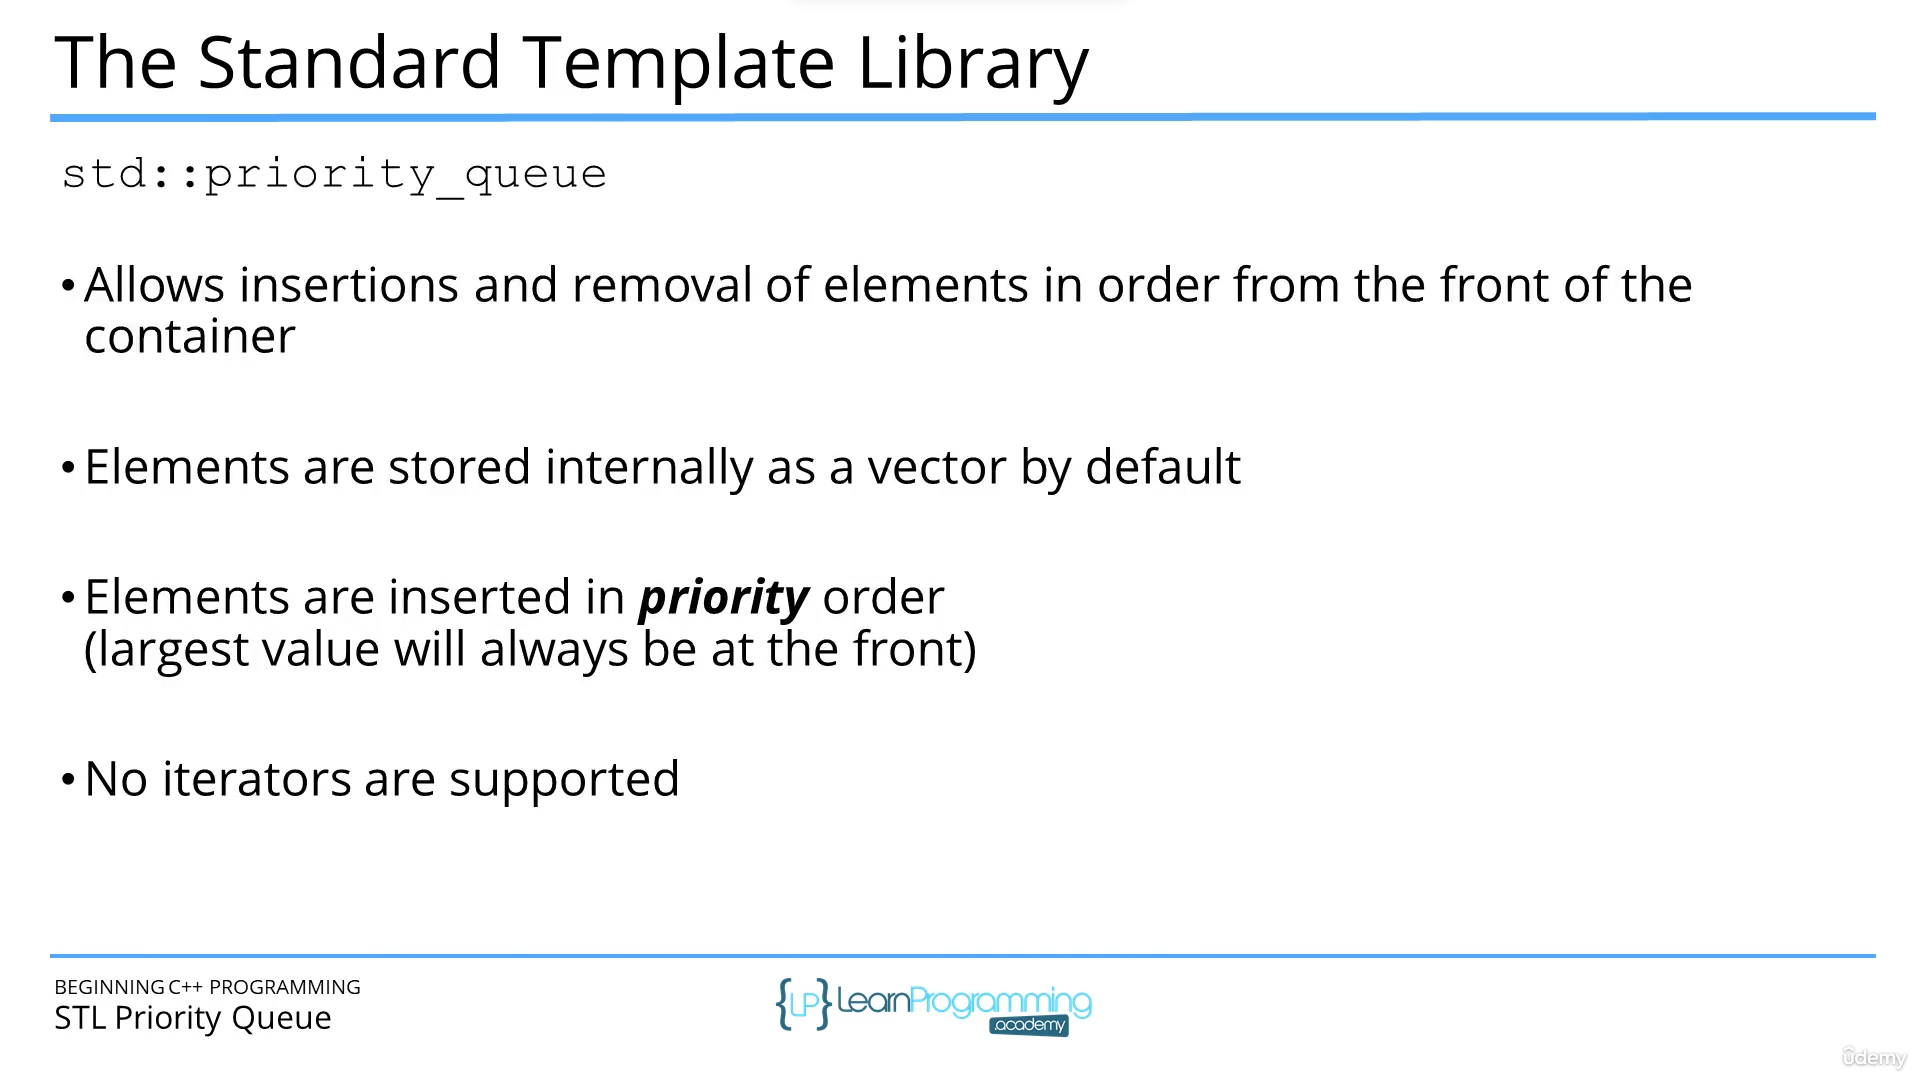 The Standard Template Library
std::priority_queue
• Allows insertions and removal of elements in order from the front of the
container
• Elements are stored internally as a vector by default
• Elements are inserted in priority order
(largest value will always be at the front)
• No iterators are supported
BEGINNING C++ PROGRAMMING
STL Priority Queue
{LP} LearnProgramming
.academy
ûdemy